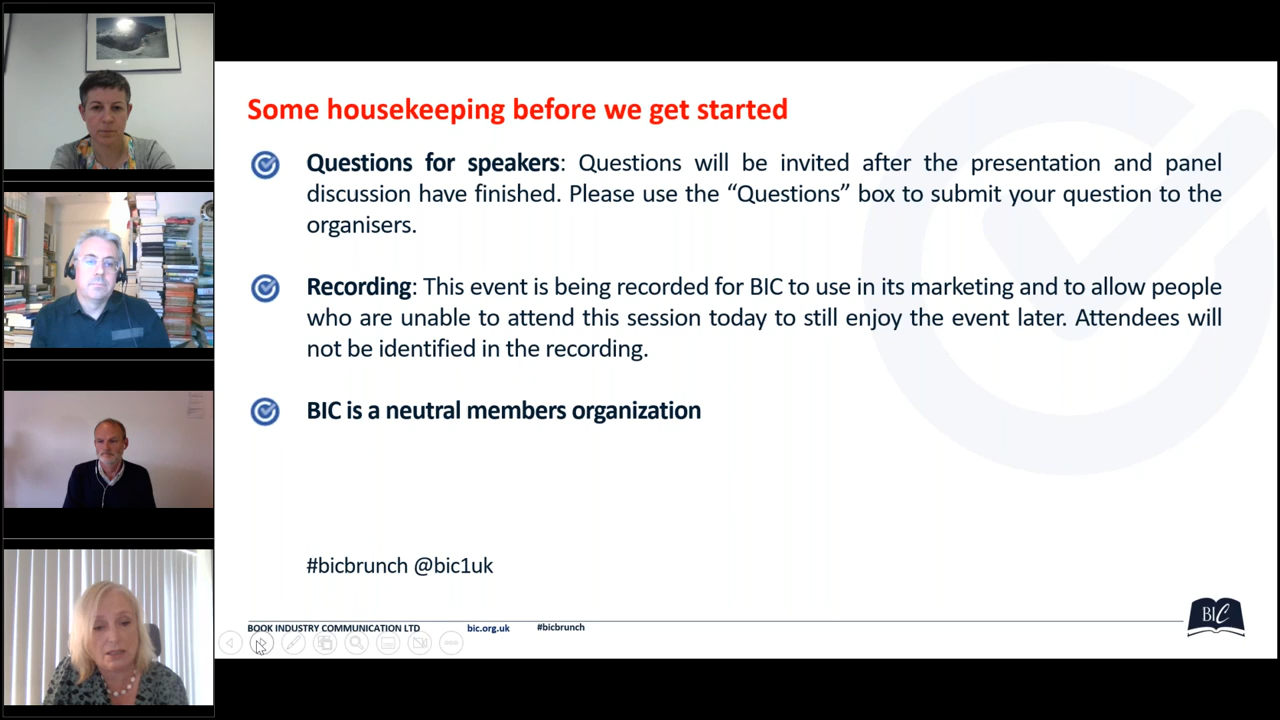 Some housekeeping before we get started
Questions for speakers: Questions will be invited after the presentation and panel
discussion have finished. Please use the “Questions” box to submit your question to the
organisers.
Recording: This event is being recorded for BIC to use in its marketing and to allow people
who are unable to attend this session today to still enjoy the event later. Attendees will
not be identified in the recording.
BIC is a neutral members organization
#bicbrunch @bic1uk
BIC
BOOK INDUSTRY COMMUNICATION LTD bic.org.uk #bicbrunch